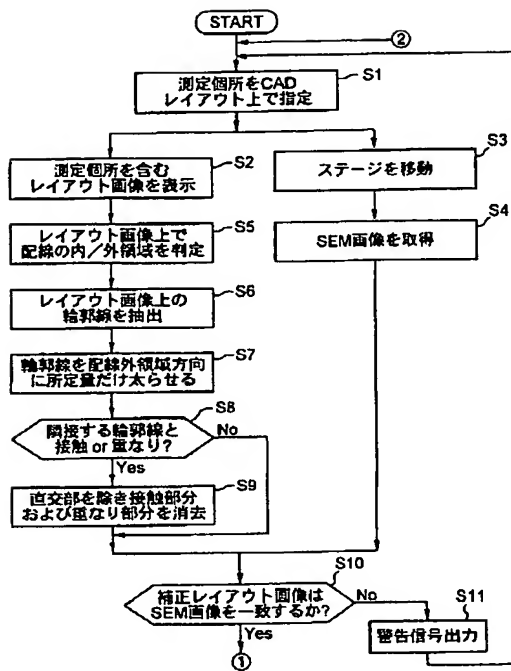 START
②
測定個所をCAD
レイアウト上で指定
S1
測定個所を含む
レイアウト画像を表示
S2
ステージを移動
S3
SEM画像を取得
S4
レイアウト画像上で
配線の内/外領域を判定
S5
レイアウト画像上の
輪郭線を抽出
S6
輪郭線を配線外領域方向
に所定量だけ太らせる
S7
隣接する輪郭線と
接触 or 重なり?
S8
No
Yes
直交部を除き接触部分
および重なり部分を消去
S9
補正レイアウト画像は
SEM画像を一致するか?
S10
No
Yes
警告信号出力
S11
①